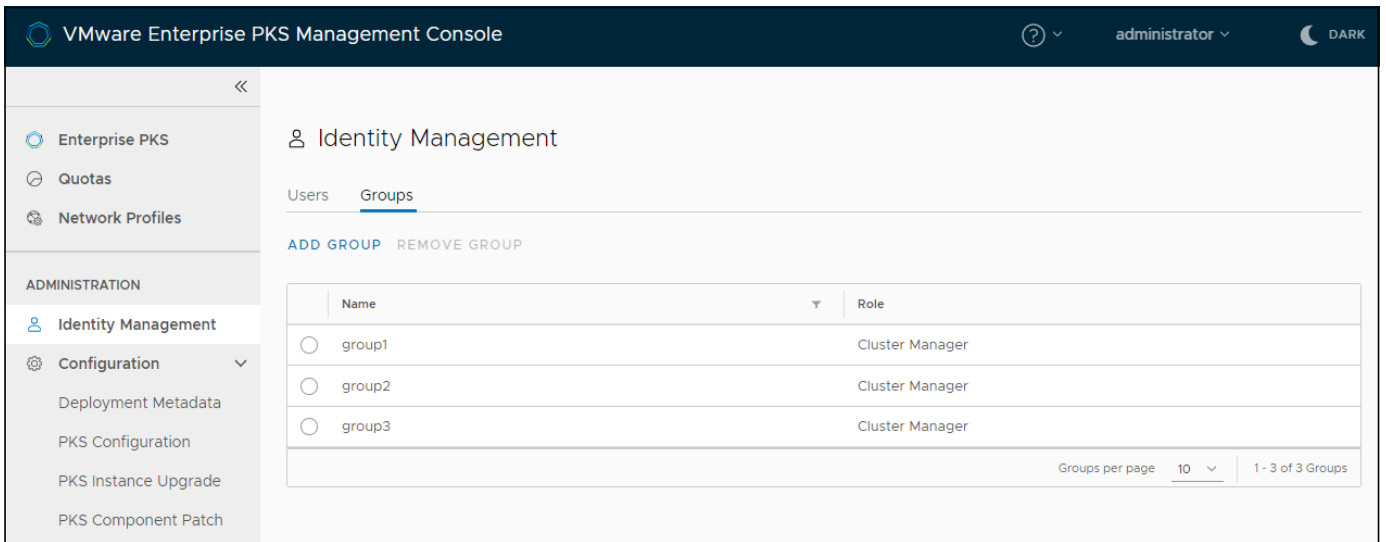 VMware Enterprise PKS Management Console
? administrator DARK
Enterprise PKS
Quotas
Network Profiles
ADMINISTRATION
Identity Management
Configuration
Deployment Metadata
PKS Configuration
PKS Instance Upgrade
PKS Component Patch
Identity Management
Users Groups
ADD GROUP REMOVE GROUP
Name Role
group1 Cluster Manager
group2 Cluster Manager
group3 Cluster Manager
Groups per page 10 1 - 3 of 3 Groups